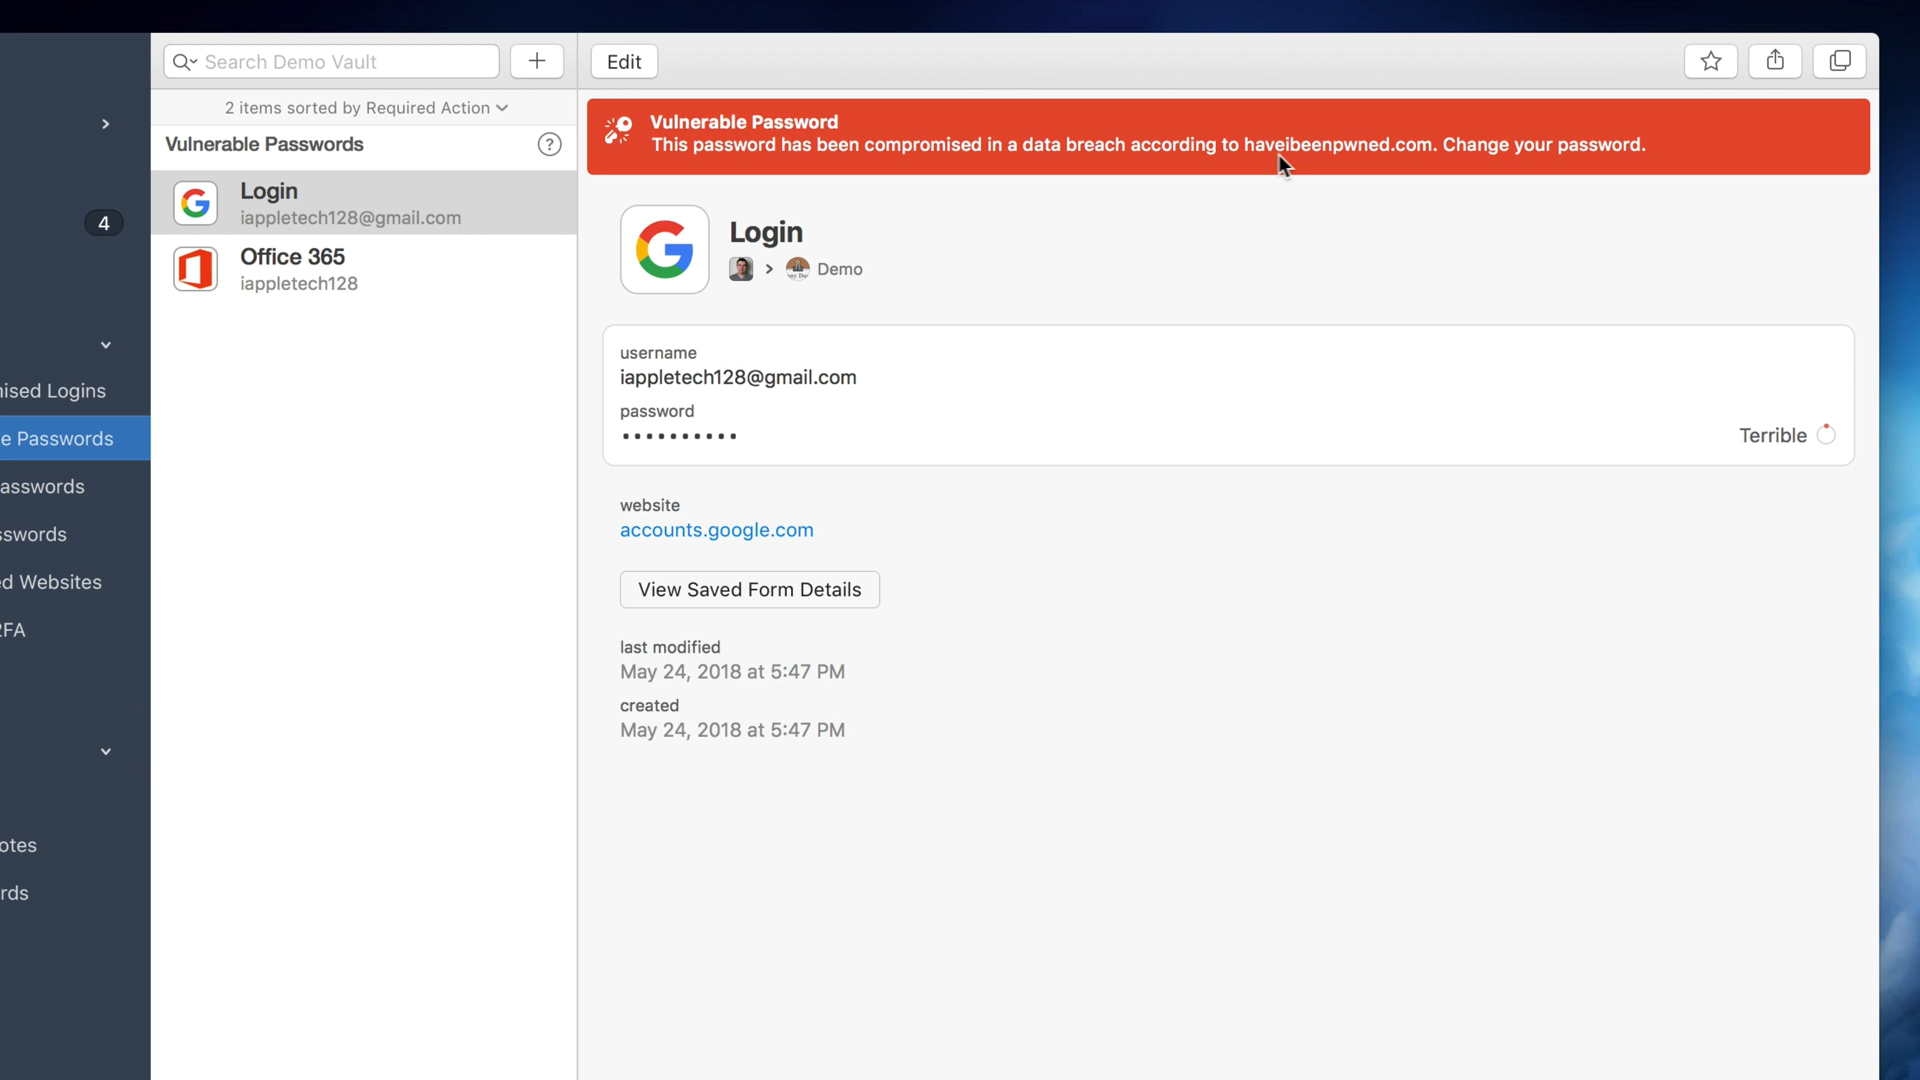 Search Demo Vault
Edit
2 items sorted by Required Action
Vulnerable Passwords
?
Login
iappletech128@gmail.com
Office 365
iappletech128
4
ised Logins
e Passwords
asswords
sswords
d Websites
2FA
otes
rds
Vulnerable Password
This password has been compromised in a data breach according to haveibeenpwned.com. Change your password.
Login
Demo
username
iappletech128@gmail.com
password
••••••••••
Terrible
website
accounts.google.com
View Saved Form Details
last modified
May 24, 2018 at 5:47 PM
created
May 24, 2018 at 5:47 PM